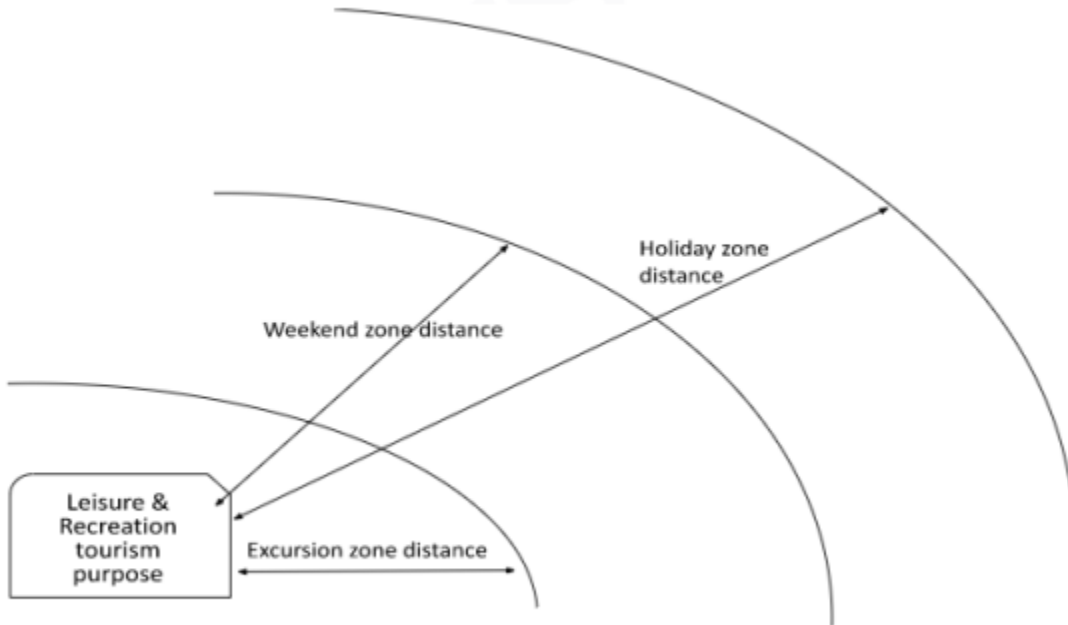 Holiday zone
distance
Weekend zone distance
Leisure &
Recreation
tourism
purpose
Excursion zone distance